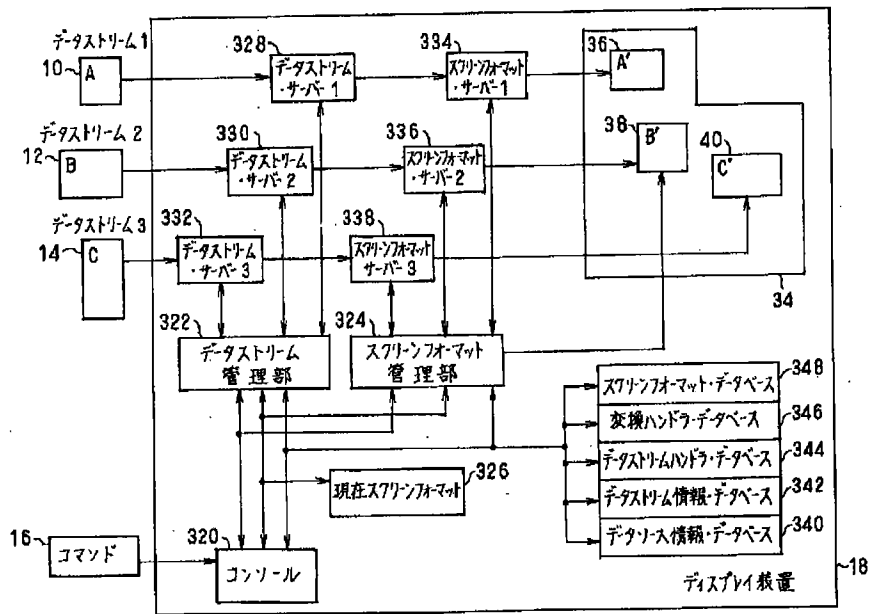 データストリーム1
10
A
328
データストリーム
・サーバー1
334
スクリーンフォーマット
・サーバー1
36
A'
データストリーム2
12
B
330
データストリーム
・サーバー2
336
スクリーンフォーマット
・サーバー2
38
B'
40
C'
データストリーム3
14
C
332
データストリーム
・サーバー3
338
スクリーンフォーマット
サーバー3
34
322
データストリーム
管理部
324
スクリーンフォーマット
管理部
348
スクリーンフォーマット・データベース
346
変換ハンドラ・データベース
344
データストリームハンドラ・データベース
342
データストリーム情報・データベース
340
データソース情報・データベース
326
現在スクリーンフォーマット
16
コマンド
320
コンソール
ディスプレイ装置
18